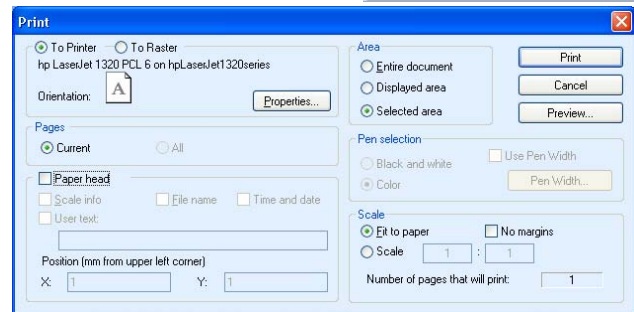 Print
To Printer To Raster
hp LaserJet 1320 PCL 6 on hpLaserJet1320series
Orientation: A
Properties...
Pages
Current All
Paper head
Scale info File name Time and date
User text:
Position (mm from upper left corner)
X: 1 Y: 1
Area
Entire document
Displayed area
Selected area
Print
Cancel
Preview...
Pen selection
Black and white
Color
Use Pen Width
Pen Width...
Scale
Fit to paper No margins
Scale 1 : 1
Number of pages that will print: 1